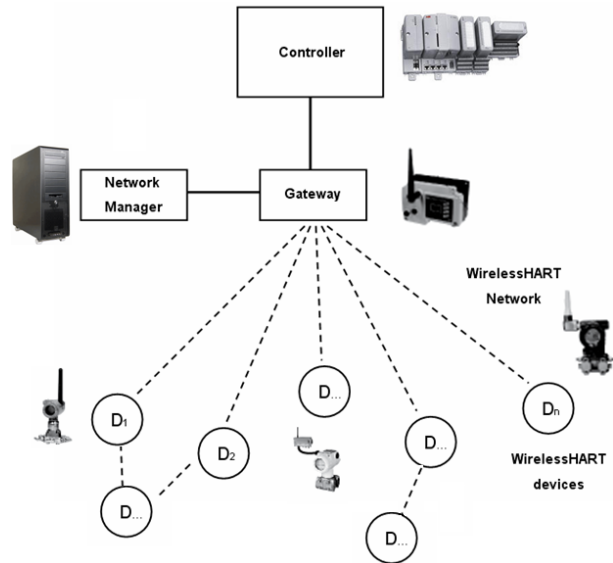 Controller
Network
Manager
Gateway
WirelessHART
Network
D1
D2
D...
D...
Dn
D...
D...
WirelessHART
devices